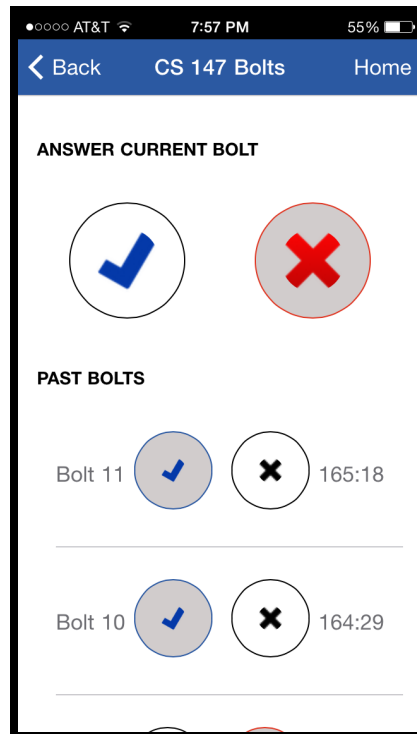 AT&T 7:57 PM 55%
Back CS 147 Bolts Home
ANSWER CURRENT BOLT
PAST BOLTS
Bolt 11 165:18
Bolt 10 164:29